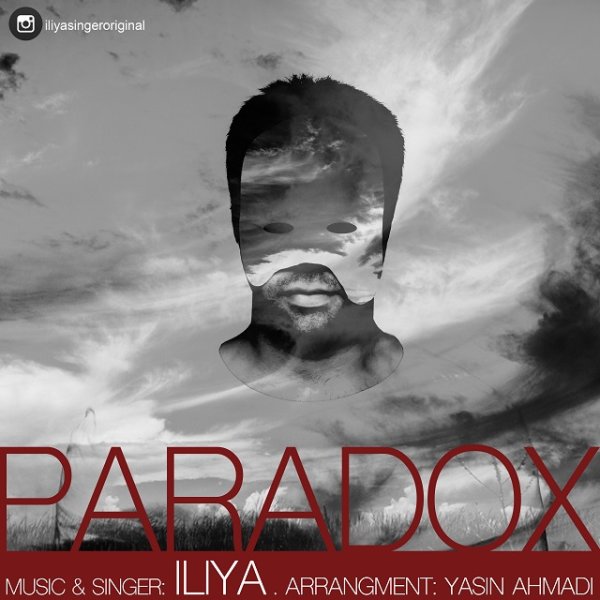 iliyasingeroriginal
PARADOX
MUSIC & SINGER: ILIYA . ARRANGMENT: YASIN AHMADI